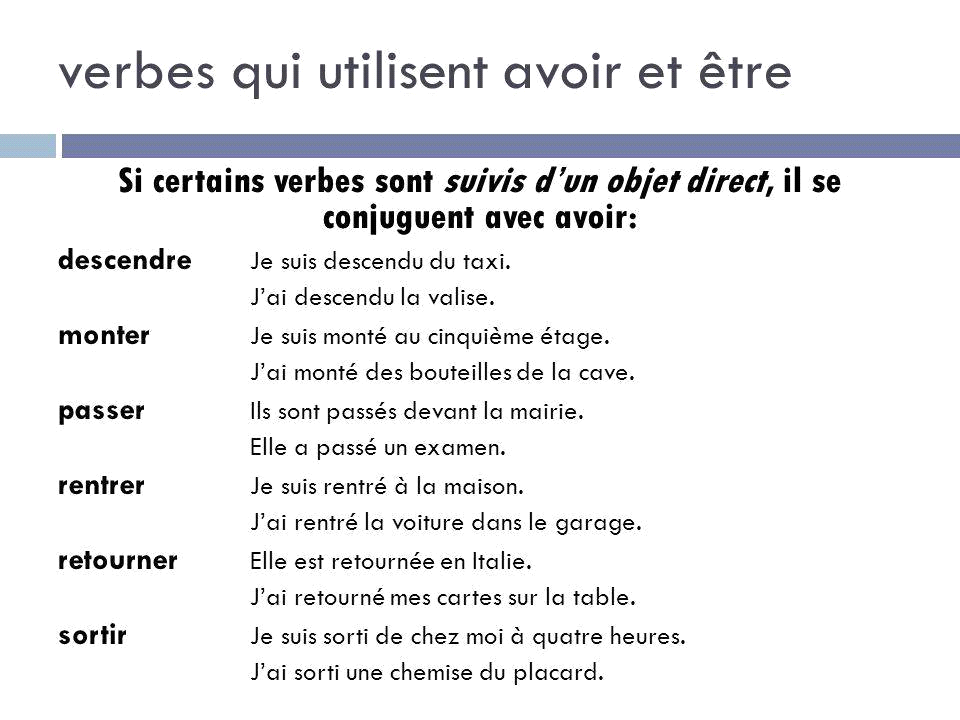 verbes qui utilisent avoir et être
Si certains verbes sont suivis d’un objet direct, il se
conjuguent avec avoir:
descendre Je suis descendu du taxi.
J’ai descendu la valise.
monter Je suis monté au cinquième étage.
J’ai monté des bouteilles de la cave.
passer Ils sont passés devant la mairie.
Elle a passé un examen.
rentrer Je suis rentré à la maison.
J’ai rentré la voiture dans le garage.
retourner Elle est retournée en Italie.
J’ai retourné mes cartes sur la table.
sortir Je suis sorti de chez moi à quatre heures.
J’ai sorti une chemise du placard.